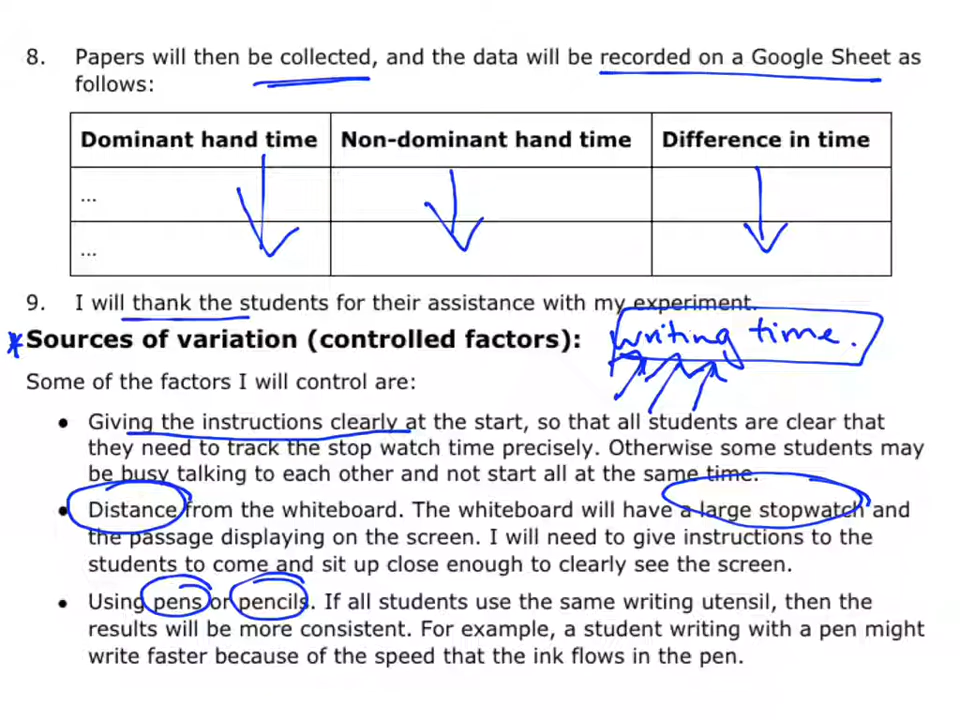 8. Papers will then be collected, and the data will be recorded on a Google Sheet as
follows:
Dominant hand time Non-dominant hand time Difference in time
...
...
9. I will thank the students for their assistance with my experiment.
*Sources of variation (controlled factors):
writing time.
Some of the factors I will control are:
• Giving the instructions clearly at the start, so that all students are clear that
they need to track the stop watch time precisely. Otherwise some students may
be busy talking to each other and not start all at the same time.
• Distance from the whiteboard. The whiteboard will have a large stopwatch and
the passage displaying on the screen. I will need to give instructions to the
students to come and sit up close enough to clearly see the screen.
• Using pens or pencils. If all students use the same writing utensil, then the
results will be more consistent. For example, a student writing with a pen might
write faster because of the speed that the ink flows in the pen.